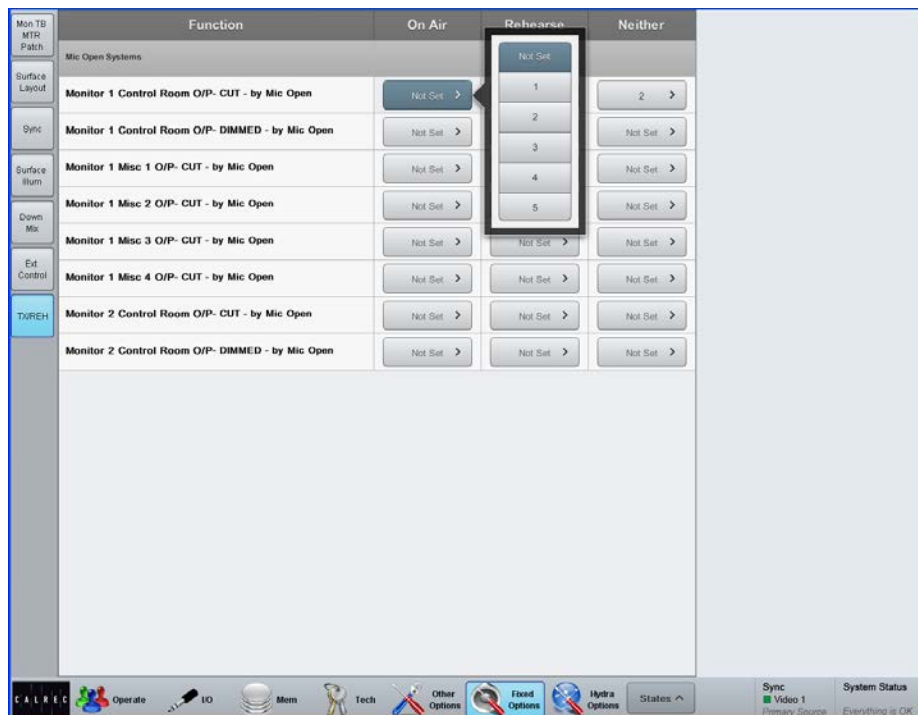 Mon TB
MTR
Patch
Surface
Layout
Sync
Surface
Illum
Down
Mix
Ext
Control
TX/REH
Function
On Air
Rehearse
Neither
Mic Open Systems
Monitor 1 Control Room O/P- CUT - by Mic Open
Not Set >
2 >
Monitor 1 Control Room O/P- DIMMED - by Mic Open
Not Set >
Not Set >
Monitor 1 Misc 1 O/P- CUT - by Mic Open
Not Set >
Not Set >
Monitor 1 Misc 2 O/P- CUT - by Mic Open
Not Set >
Not Set >
Monitor 1 Misc 3 O/P- CUT - by Mic Open
Not Set >
Not Set >
Not Set >
Monitor 1 Misc 4 O/P- CUT - by Mic Open
Not Set >
Not Set >
Not Set >
Monitor 2 Control Room O/P- CUT - by Mic Open
Not Set >
Not Set >
Not Set >
Monitor 2 Control Room O/P- DIMMED - by Mic Open
Not Set >
Not Set >
Not Set >
Not Set
1
2
3
4
5
CALREC
Operate
I/O
Mem
Tech
Other
Options
Fixed
Options
Hydra
Options
States ^
Sync
Video 1
Primary Source
System Status
Everything is OK